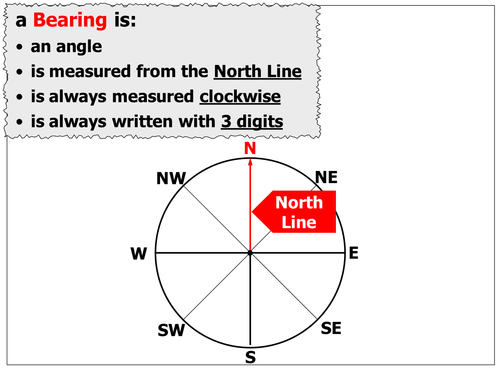 a Bearing is:
• an angle
• is measured from the North Line
• is always measured clockwise
• is always written with 3 digits
N
NW
NE
North
Line
W
E
SW
SE
S